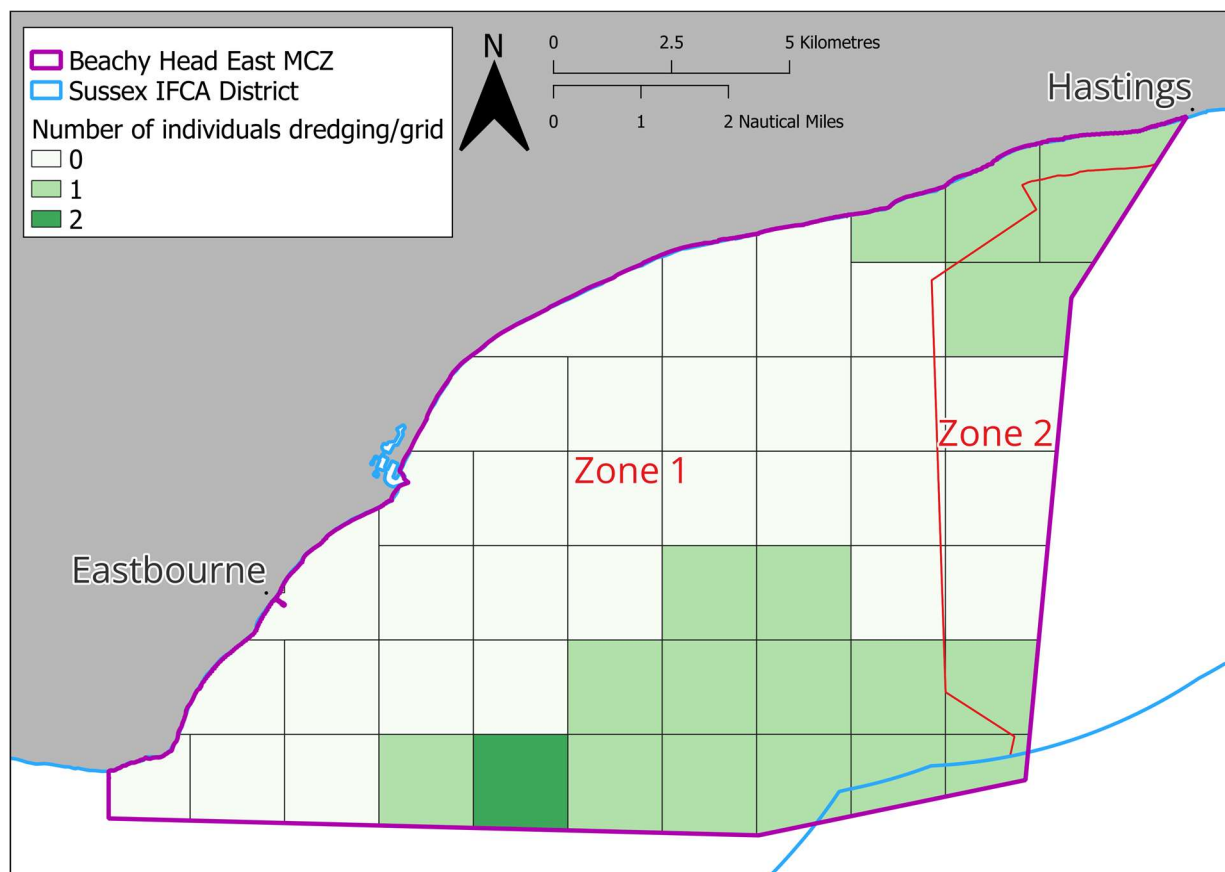 Beachy Head East MCZ
Sussex IFCA District
Number of individuals dredging/grid
0
1
2
N
0 2.5 5 Kilometres
0 1 2 Nautical Miles
Hastings
Zone 2
Zone 1
Eastbourne